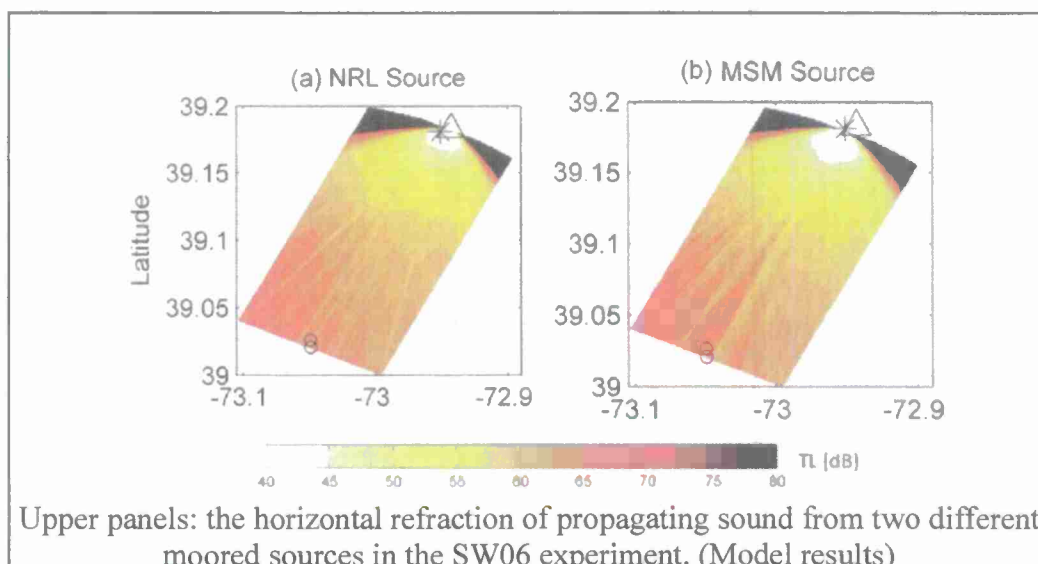 (a) NRL Source
(b) MSM Source
39.2
39.15
39.1
39.05
39
Latitude
-73.1
-73
-72.9
39.2
39.15
39.1
39.05
39
-73.1
-73
-72.9
40 45 50 55 60 65 70 75 80
TL (dB)
Upper panels: the horizontal refraction of propagating sound from two different
moored sources in the SW06 experiment. (Model results)